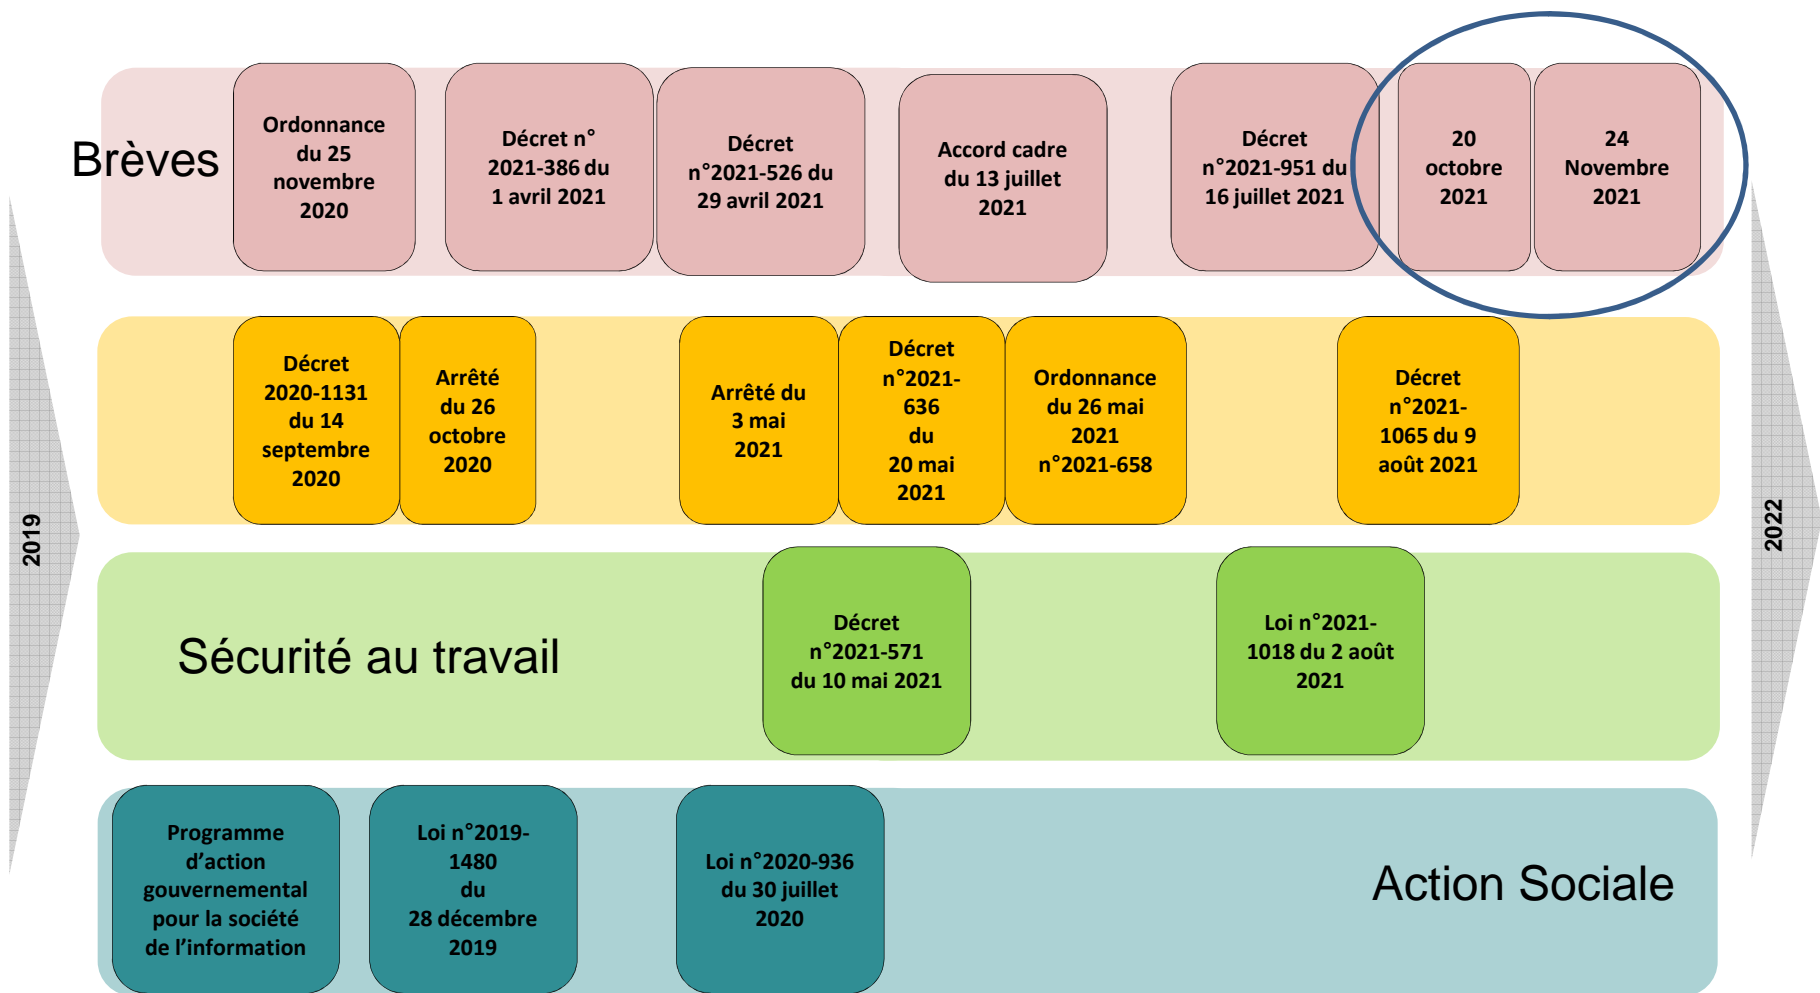 Brèves
Ordonnance
du 25
novembre
2020
Décret n°
2021-386 du
1 avril 2021
Décret
n°2021-526 du
29 avril 2021
Accord cadre
du 13 juillet
2021
Décret
n°2021-951 du
16 juillet 2021
20
octobre
2021
24
Novembre
2021
2019
Décret
2020-1131
du 14
septembre
2020
Arrêté
du 26
octobre
2020
Arrêté du
3 mai
2021
Décret
n°2021-
636
du
20 mai
2021
Ordonnance
du 26 mai
2021
n°2021-658
Décret
n°2021-
1065 du 9
août 2021
2022
Sécurité au travail
Décret
n°2021-571
du 10 mai 2021
Loi n°2021-
1018 du 2 août
2021
Programme
d’action
gouvernemental
pour la société
de l’information
Loi n°2019-
1480
du
28 décembre
2019
Loi n°2020-936
du 30 juillet
2020
Action Sociale